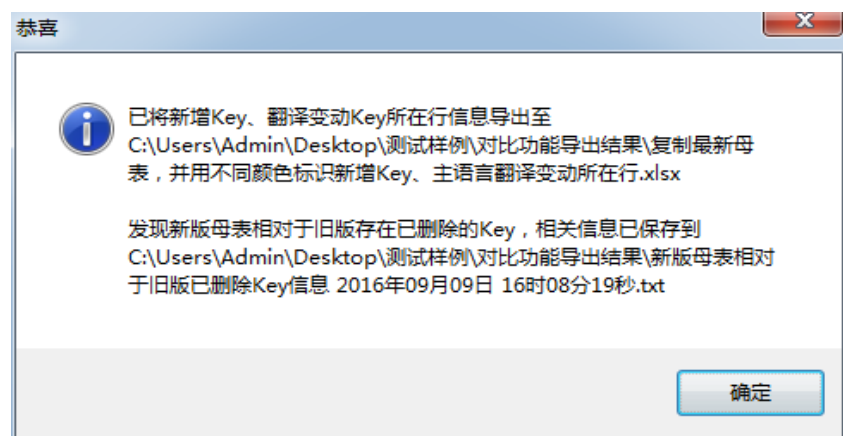 恭喜
已将新增Key、翻译变动Key所在行信息导出至
C:\Users\Admin\Desktop\测试样例\对比功能导出结果\复制最新母
表，并用不同颜色标识新增Key、主语言翻译变动所在行.xlsx
发现新版母表相对于旧版存在已删除的Key，相关信息已保存到
C:\Users\Admin\Desktop\测试样例\对比功能导出结果\新版母表相对
于旧版已删除Key信息 2016年09月09日 16时08分19秒.txt
确定